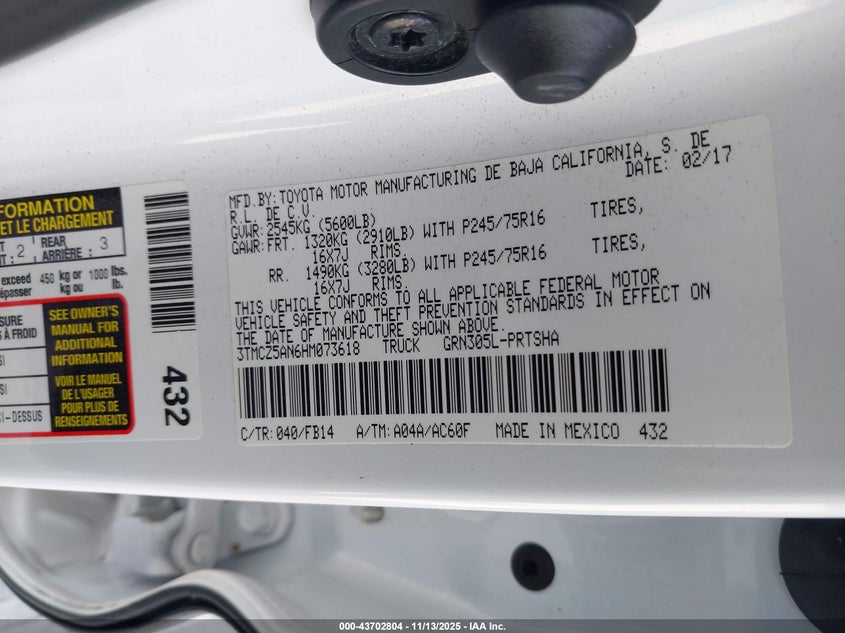 MFD.BY:TOYOTA MOTOR MANUFACTURING DE BAJA CALIFORNIA, S. DE
R.L. DE C.V. DATE: 02/17
GVWR:2545KG (5600LB)
GAWR:FRT. 1320KG (2910LB) WITH P245/75R16 TIRES,
16X7J RIMS.
RR. 1490KG (3280LB) WITH P245/75R16 TIRES,
16X7J RIMS.
THIS VEHICLE CONFORMS TO ALL APPLICABLE FEDERAL MOTOR
VEHICLE SAFETY AND THEFT PREVENTION STANDARDS IN EFFECT ON
THE DATE OF MANUFACTURE SHOWN ABOVE.
3TMCZ5AN6HM073618 TRUCK GRN305L-PRTSHA
C/TR:040/FB14 A/TM:A04A/AC60F MADE IN MEXICO 432
FORMATION
ET LE CHARGEMENT
2 REAR 3
ARRIÈRE :
exceed 450 kg or 1000 lbs.
dépasser kg ou lb.
SURE
À FROID
SI-DESSUS
SEE OWNER'S
MANUAL FOR
ADDITIONAL
INFORMATION
VOIR LE MANUEL
DE L'USAGER
POUR PLUS DE
RENSEIGNEMENTS
432
000-43702804 - 11/13/2025 - IAA Inc.